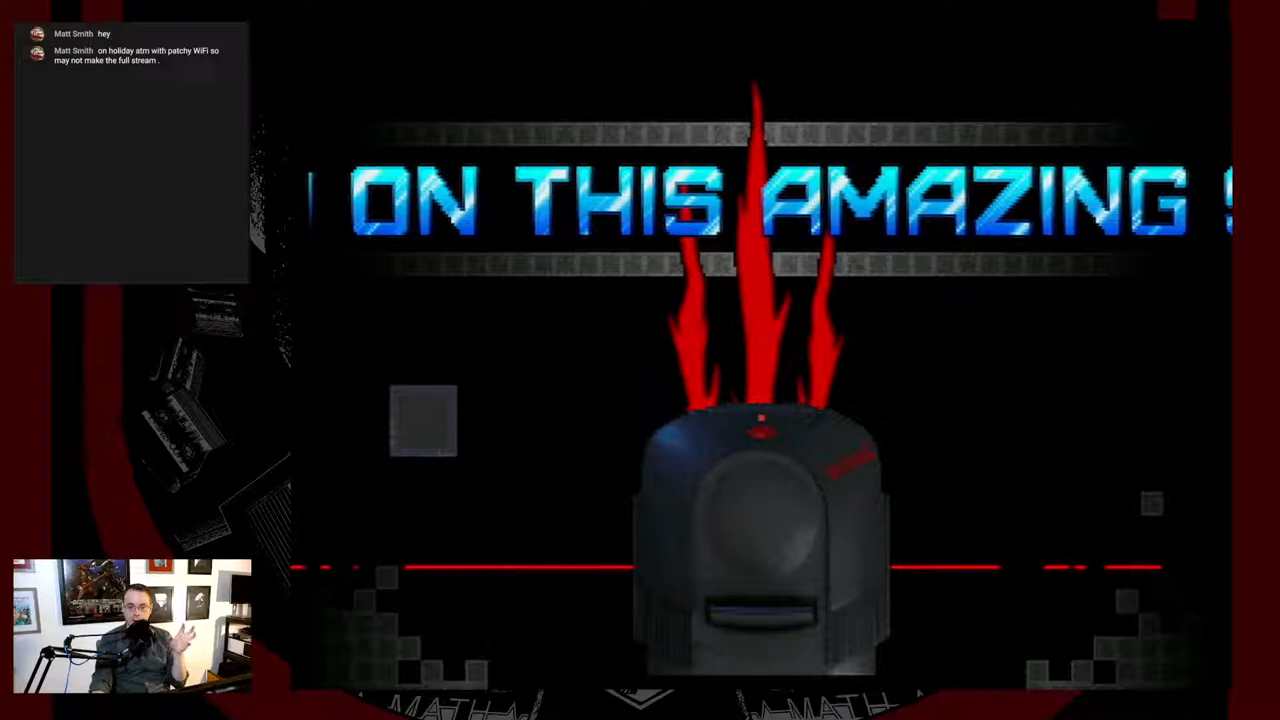 Matt Smith hey
Matt Smith on holiday atm with patchy WiFi so
may not make the full stream .
ON THIS AMAZING